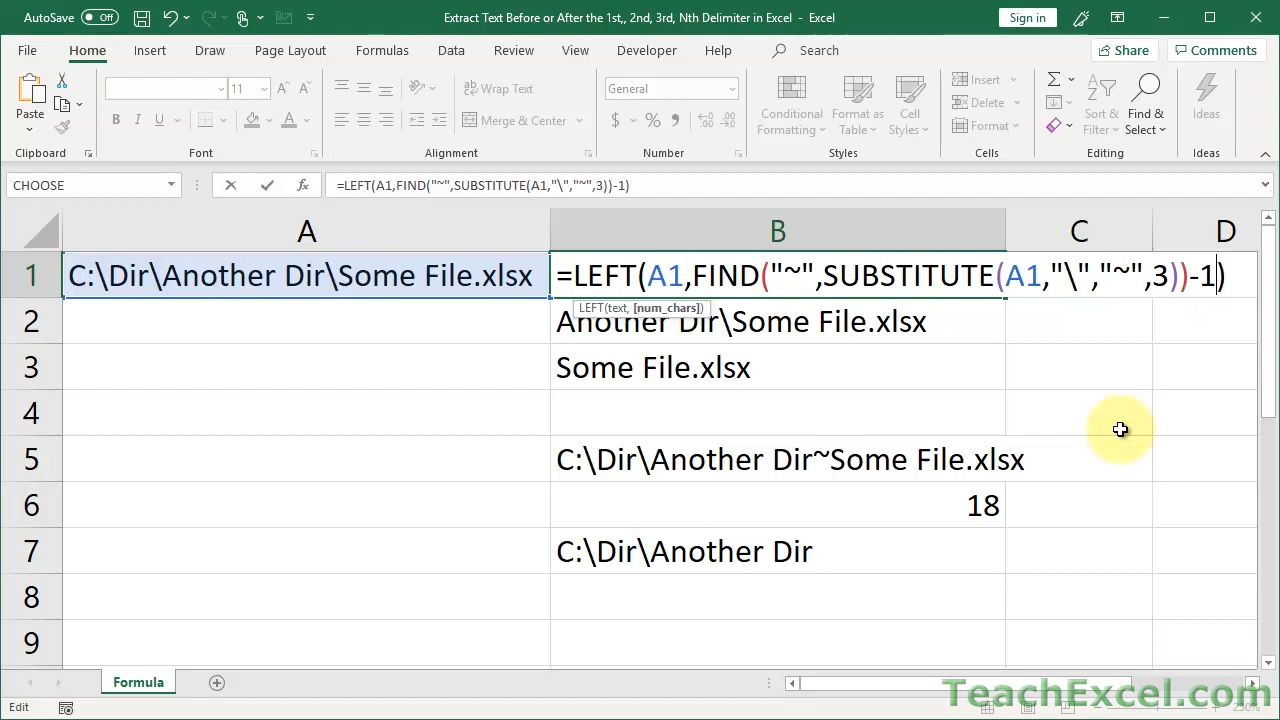 AutoSave Off
Extract Text Before or After the 1st,, 2nd, 3rd, Nth Delimiter in Excel - Excel
Sign in
File Home Insert Draw Page Layout Formulas Data Review View Developer Help Search Share Comments
Paste
11
B I U A
Wrap Text
Merge & Center
General
$ % 9
Conditional Formatting
Format as Table
Cell Styles
Insert
Delete
Format
Sort & Filter
Find & Select
Ideas
Clipboard Font Alignment Number Styles Cells Editing Ideas
CHOOSE fx =LEFT(A1,FIND("~",SUBSTITUTE(A1,"\","~",3))-1)
A B C D
1 C:\Dir\Another Dir\Some File.xlsx =LEFT(A1,FIND("~",SUBSTITUTE(A1,"\","~",3))-1)
LEFT(text, [num_chars])
2 Another Dir\Some File.xlsx
3 Some File.xlsx
4
5 C:\Dir\Another Dir~Some File.xlsx
6 18
7 C:\Dir\Another Dir
8
9
Formula
TeachExcel.com
Edit